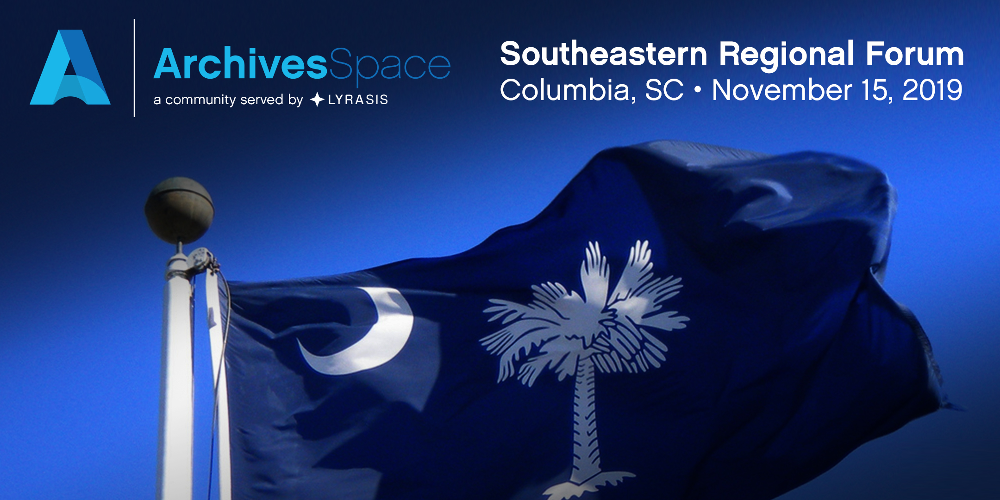 ArchivesSpace
a community served by LYRASIS
Southeastern Regional Forum
Columbia, SC • November 15, 2019